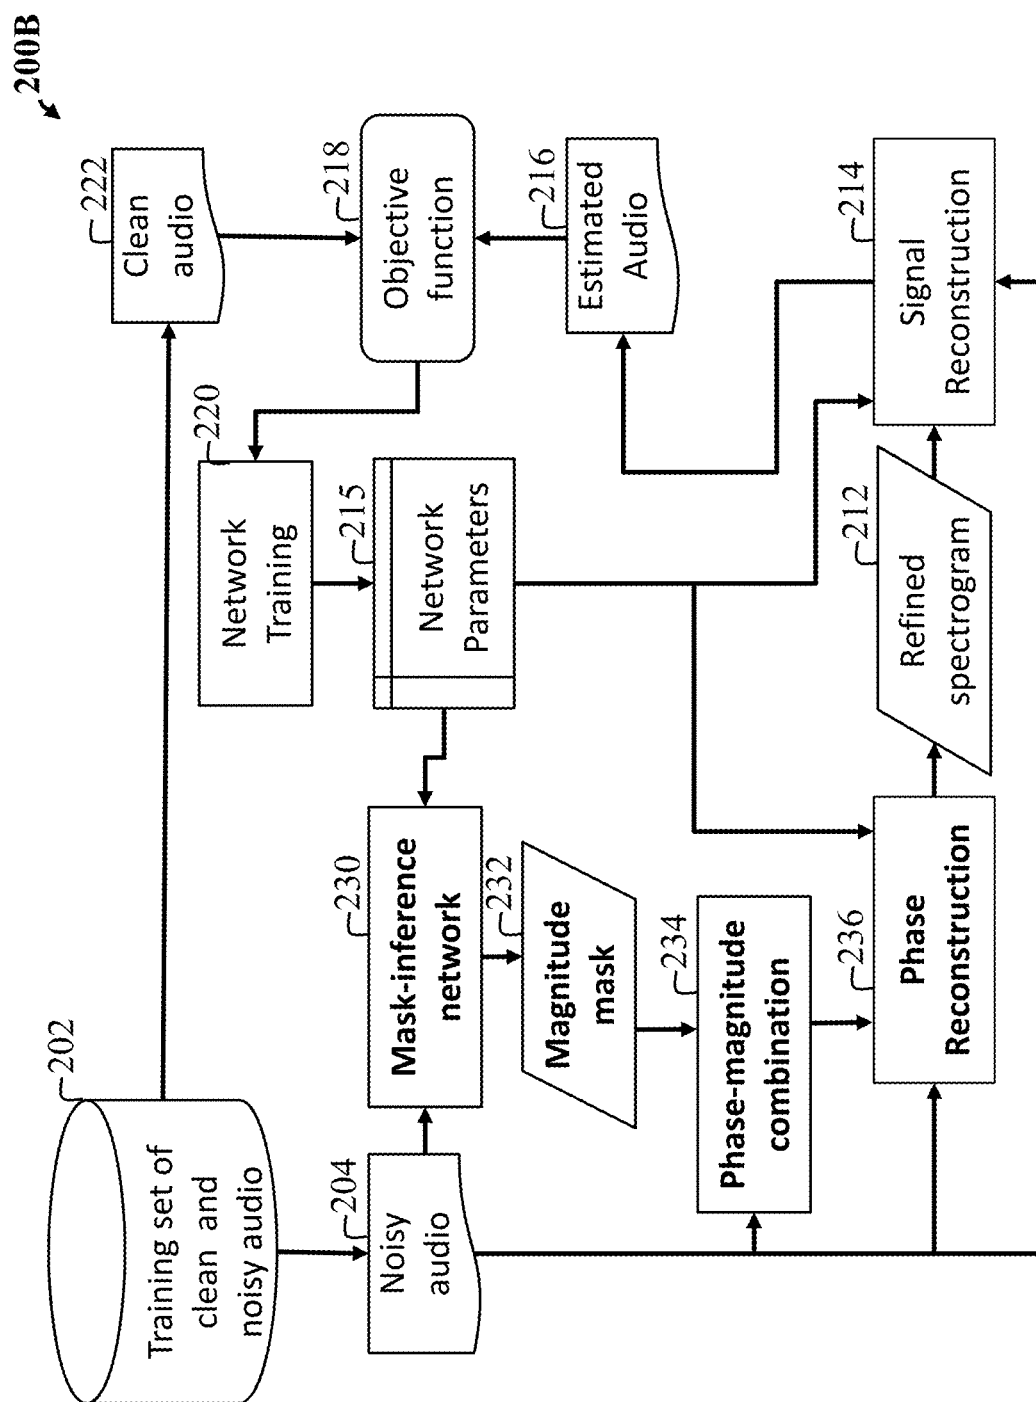 200B
202
Training set of
clean and
noisy audio
222
Clean
audio
204
Noisy
audio
230
Mask-inference
network
220
Network
Training
215
Network
Parameters
218
Objective
function
216
Estimated
Audio
232
Magnitude
mask
234
Phase-magnitude
combination
236
Phase
Reconstruction
212
Refined
spectrogram
214
Signal
Reconstruction